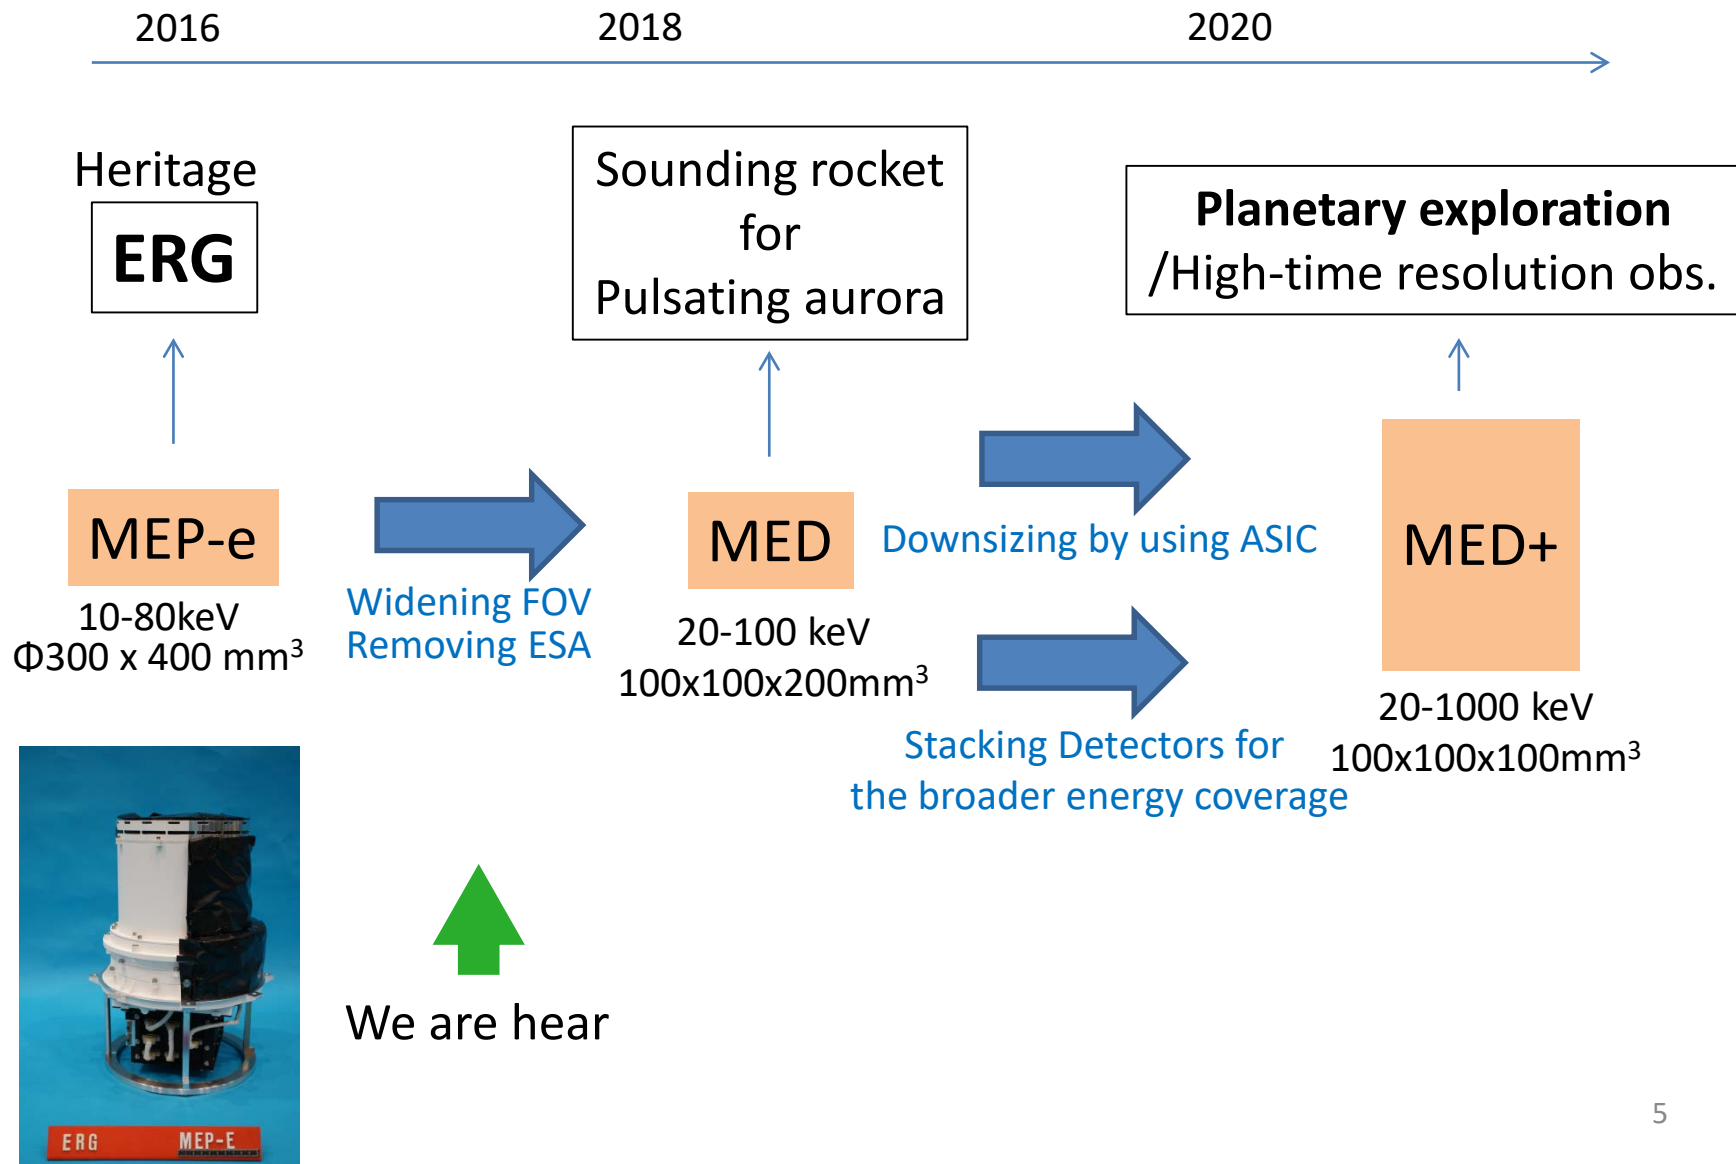 2016
2018
2020
Heritage
ERG
Sounding rocket
for
Pulsating aurora
Planetary exploration
/High-time resolution obs.
MEP-e
10-80keV
Φ300 x 400 mm³
Widening FOV
Removing ESA
MED
20-100 keV
100x100x200mm³
Downsizing by using ASIC
Stacking Detectors for
the broader energy coverage
MED+
20-1000 keV
100x100x100mm³
We are hear
ERG MEP-E
5